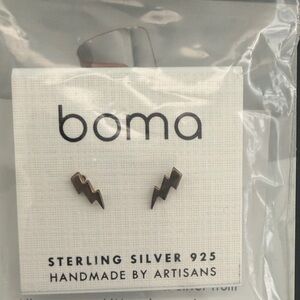 boma
STERLING SILVER 925
HANDMADE BY ARTISANS